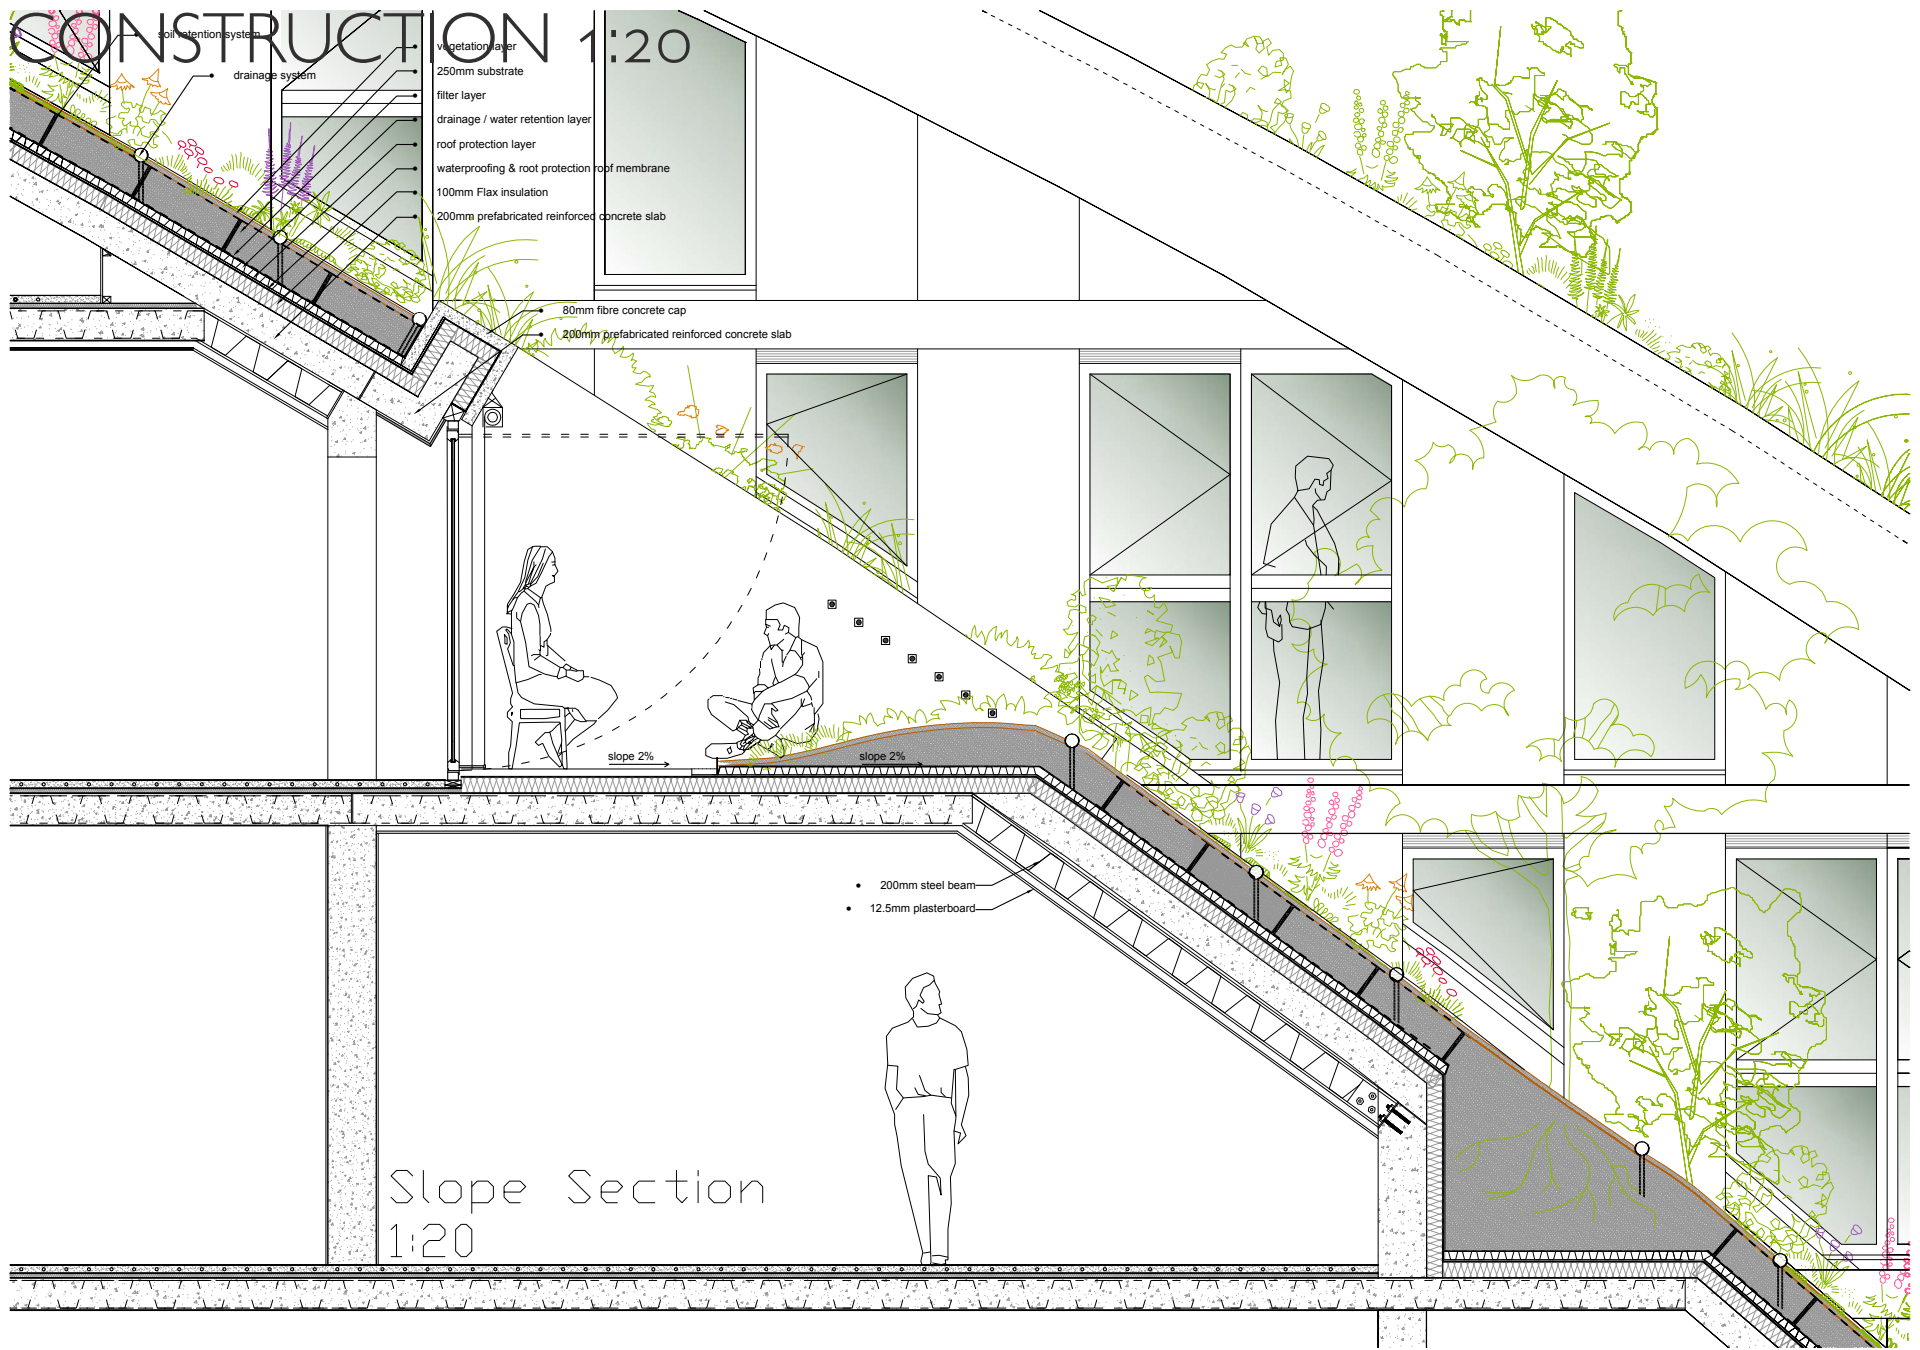 CONSTRUCTION 1:20
soil retention system
drainage system
vegetation layer
250mm substrate
filter layer
drainage / water retention layer
roof protection layer
waterproofing & root protection roof membrane
100mm Flax insulation
200mm prefabricated reinforced concrete slab
80mm fibre concrete cap
200mm prefabricated reinforced concrete slab
slope 2%
slope 2%
200mm steel beam
12.5mm plasterboard
Slope Section
1:20